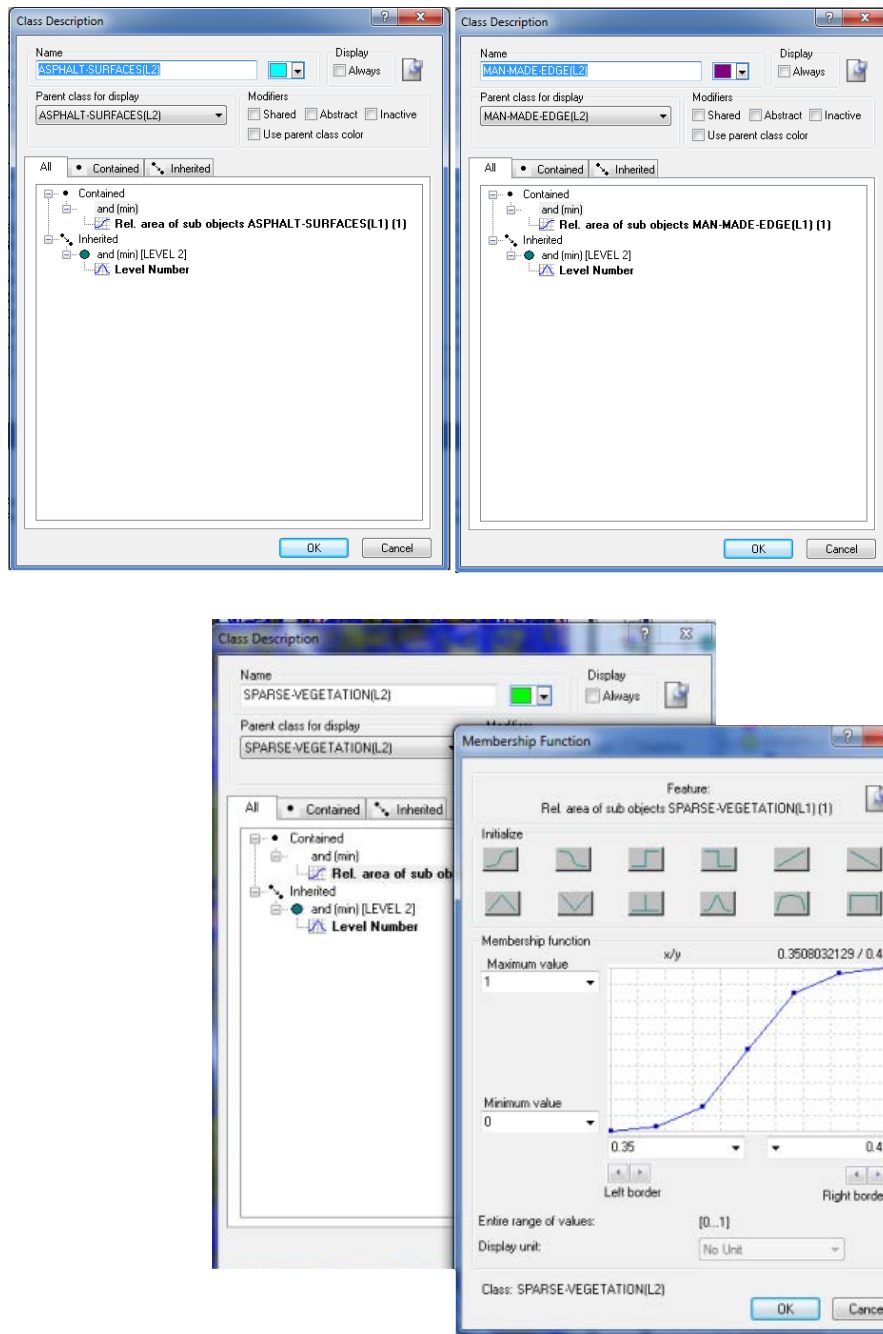 Class Description
Name
Display
ASPHALT-SURFACES(L2)
Always
Parent class for display
Modifiers
ASPHALT-SURFACES(L2)
Shared Abstract Inactive
Use parent class color
All Contained Inherited
Contained
and (min)
Rel. area of sub objects ASPHALT-SURFACES(L1) (1)
Inherited
and (min) [LEVEL 2]
Level Number
OK Cancel
Class Description
Name
Display
MAN-MADE-EDGE(L2)
Always
Parent class for display
Modifiers
MAN-MADE-EDGE(L2)
Shared Abstract Inactive
Use parent class color
All Contained Inherited
Contained
and (min)
Rel. area of sub objects MAN-MADE-EDGE(L1) (1)
Inherited
and (min) [LEVEL 2]
Level Number
OK Cancel
Class Description
Name
Display
SPARSE-VEGETATION(L2)
Always
Parent class for display
SPARSE-VEGETATION(L2)
All Contained Inherited
Contained
and (min)
Rel. area of sub ob
Inherited
and (min) [LEVEL 2]
Level Number
Membership Function
Feature:
Rel. area of sub objects SPARSE-VEGETATION(L1) (1)
Initialize
Membership function
Maximum value
x/y 0.3508032129 / 0.4
1
Minimum value
0
0.35 0.4
Left border Right borde
Entire range of values: [0...1]
Display unit: No Unit
Class: SPARSE-VEGETATION(L2)
OK Cance